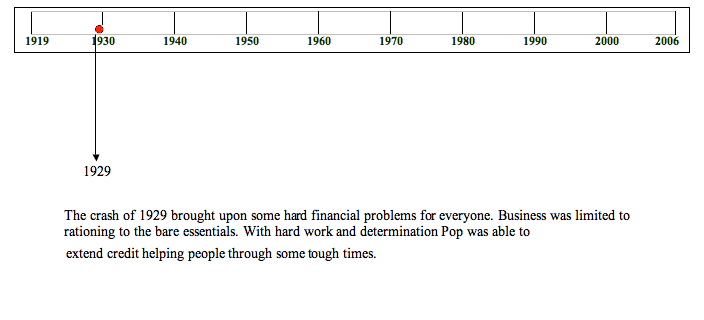 1919 1930 1940 1950 1960 1970 1980 1990 2000 2006
1929
The crash of 1929 brought upon some hard financial problems for everyone. Business was limited to
rationing to the bare essentials. With hard work and determination Pop was able to
extend credit helping people through some tough times.